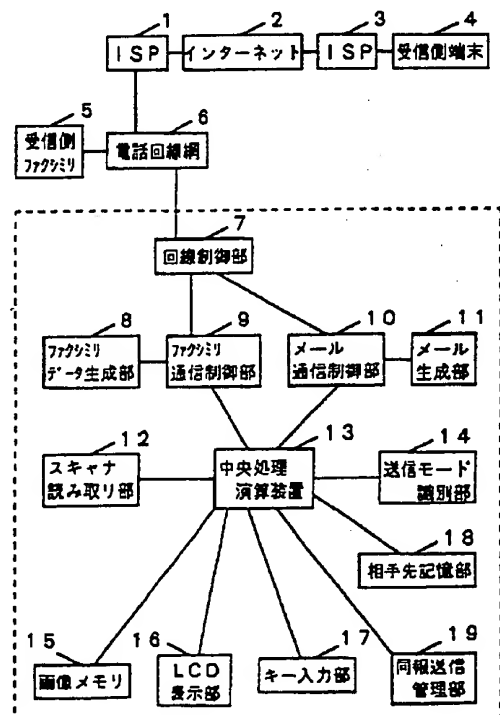 1
2
3
4
ISP
インターネット
ISP
受信側端末
5
6
受信側
ファクシミリ
電話回線網
7
回線制御部
8
9
10
11
ファクシミリ
データ生成部
ファクシミリ
通信制御部
メール
通信制御部
メール
生成部
12
13
14
スキャナ
読み取り部
中央処理
演算装置
送信モード
識別部
18
相手先記憶部
15
16
17
19
画像メモリ
LCD
表示部
キー入力部
同報送信
管理部